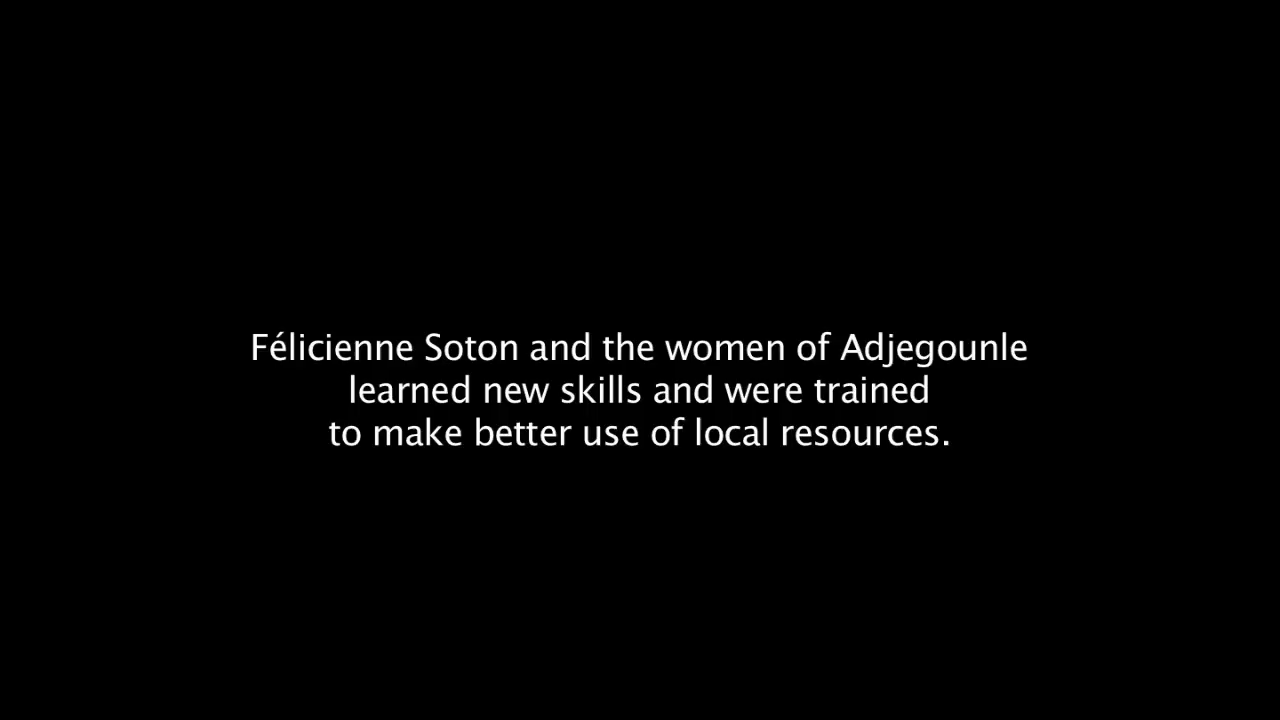 Félicienne Soton and the women of Adjegounle
learned new skills and were trained
to make better use of local resources.